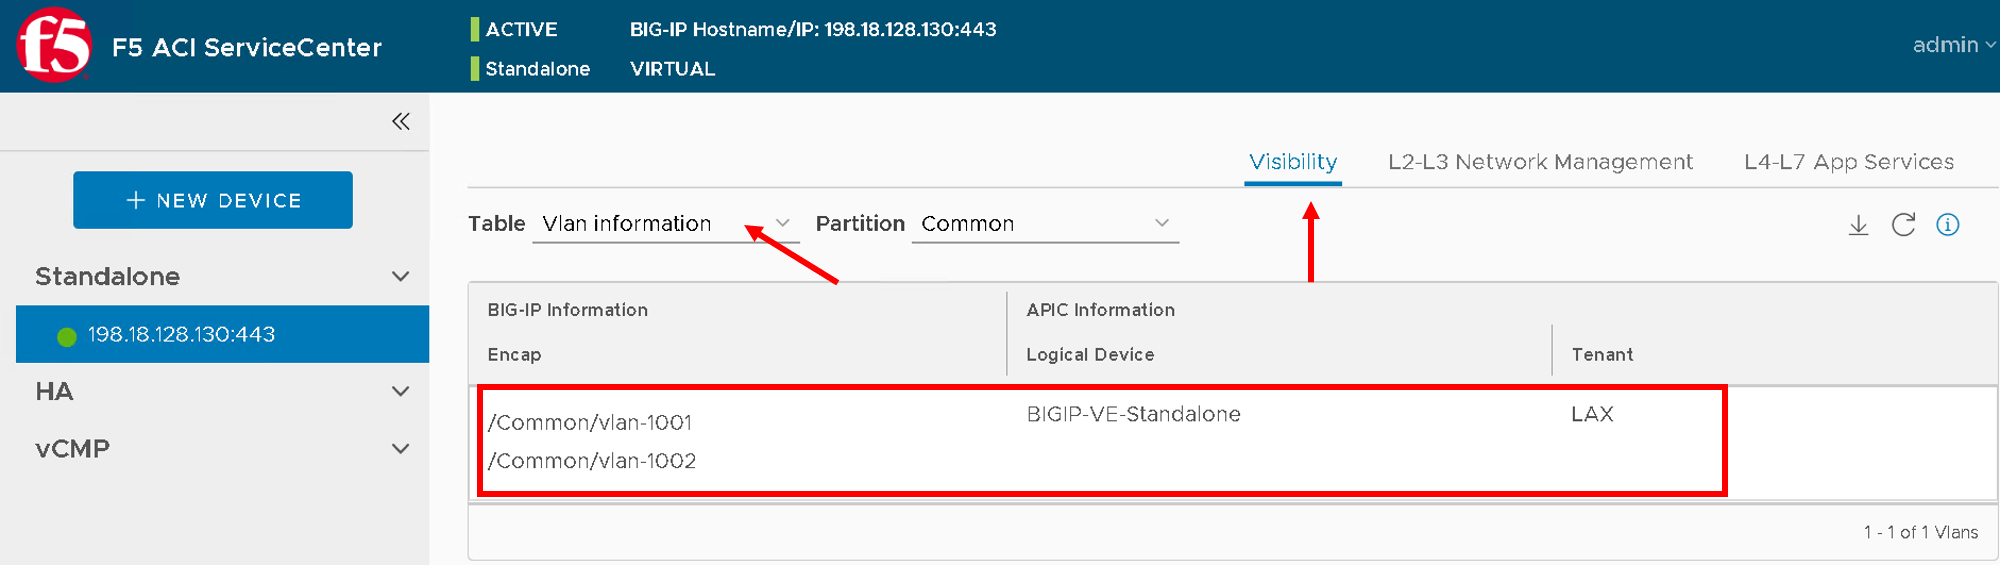 f5 F5 ACI ServiceCenter
ACTIVE BIG-IP Hostname/IP: 198.18.128.130:443
Standalone VIRTUAL
admin
+ NEW DEVICE
Standalone
198.18.128.130:443
HA
vCMP
Visibility L2-L3 Network Management L4-L7 App Services
Table Vlan information Partition Common
BIG-IP Information APIC Information
Encap Logical Device Tenant
/Common/vlan-1001 BIGIP-VE-Standalone LAX
/Common/vlan-1002
1 - 1 of 1 Vlans